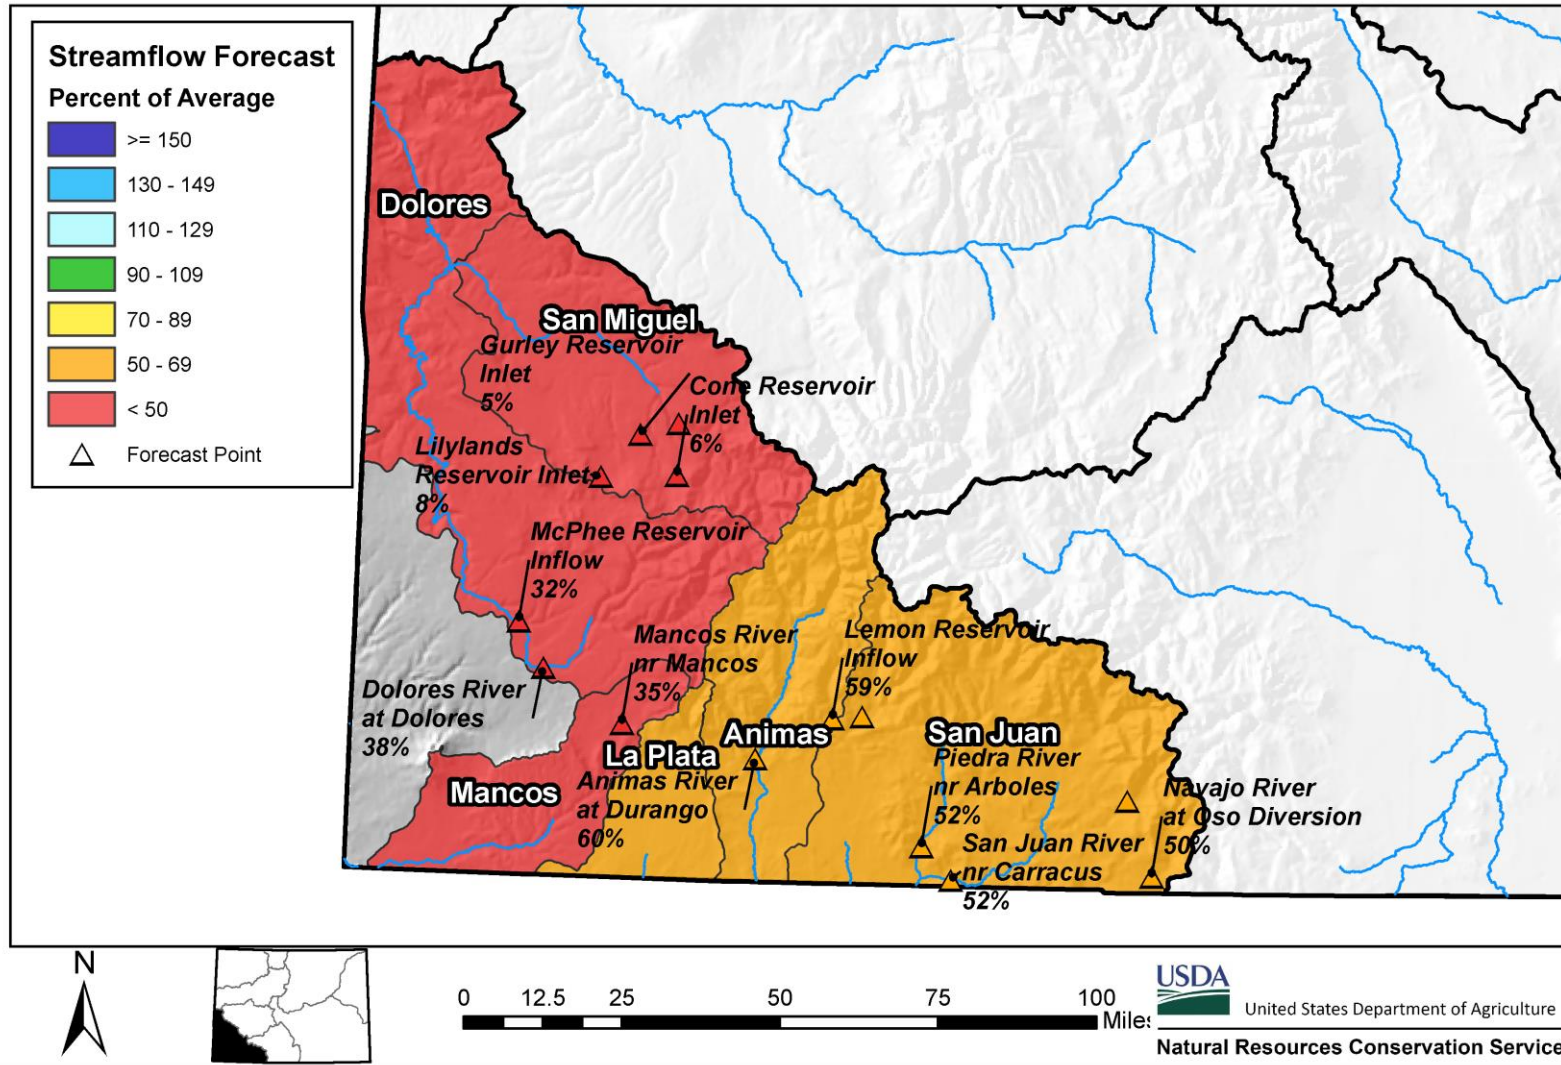 Streamflow Forecast
Percent of Average
>= 150
130 - 149
110 - 129
90 - 109
70 - 89
50 - 69
< 50
Forecast Point
Dolores
San Miguel
Gurley Reservoir
Inlet
5%
Cone Reservoir
Inlet
6%
Lilylands
Reservoir Inlet
8%
McPhee Reservoir
Inflow
32%
Mancos River
nr Mancos
35%
Lemon Reservoir
Inflow
59%
Dolores River
at Dolores
38%
La Plata
Animas
San Juan
Mancos
Animas River
at Durango
60%
Piedra River
nr Arboles
52%
Navajo River
at Oso Diversion
50%
San Juan River
nr Carracus
52%
N
0 12.5 25 50 75 100
Miles
USDA
United States Department of Agriculture
Natural Resources Conservation Service